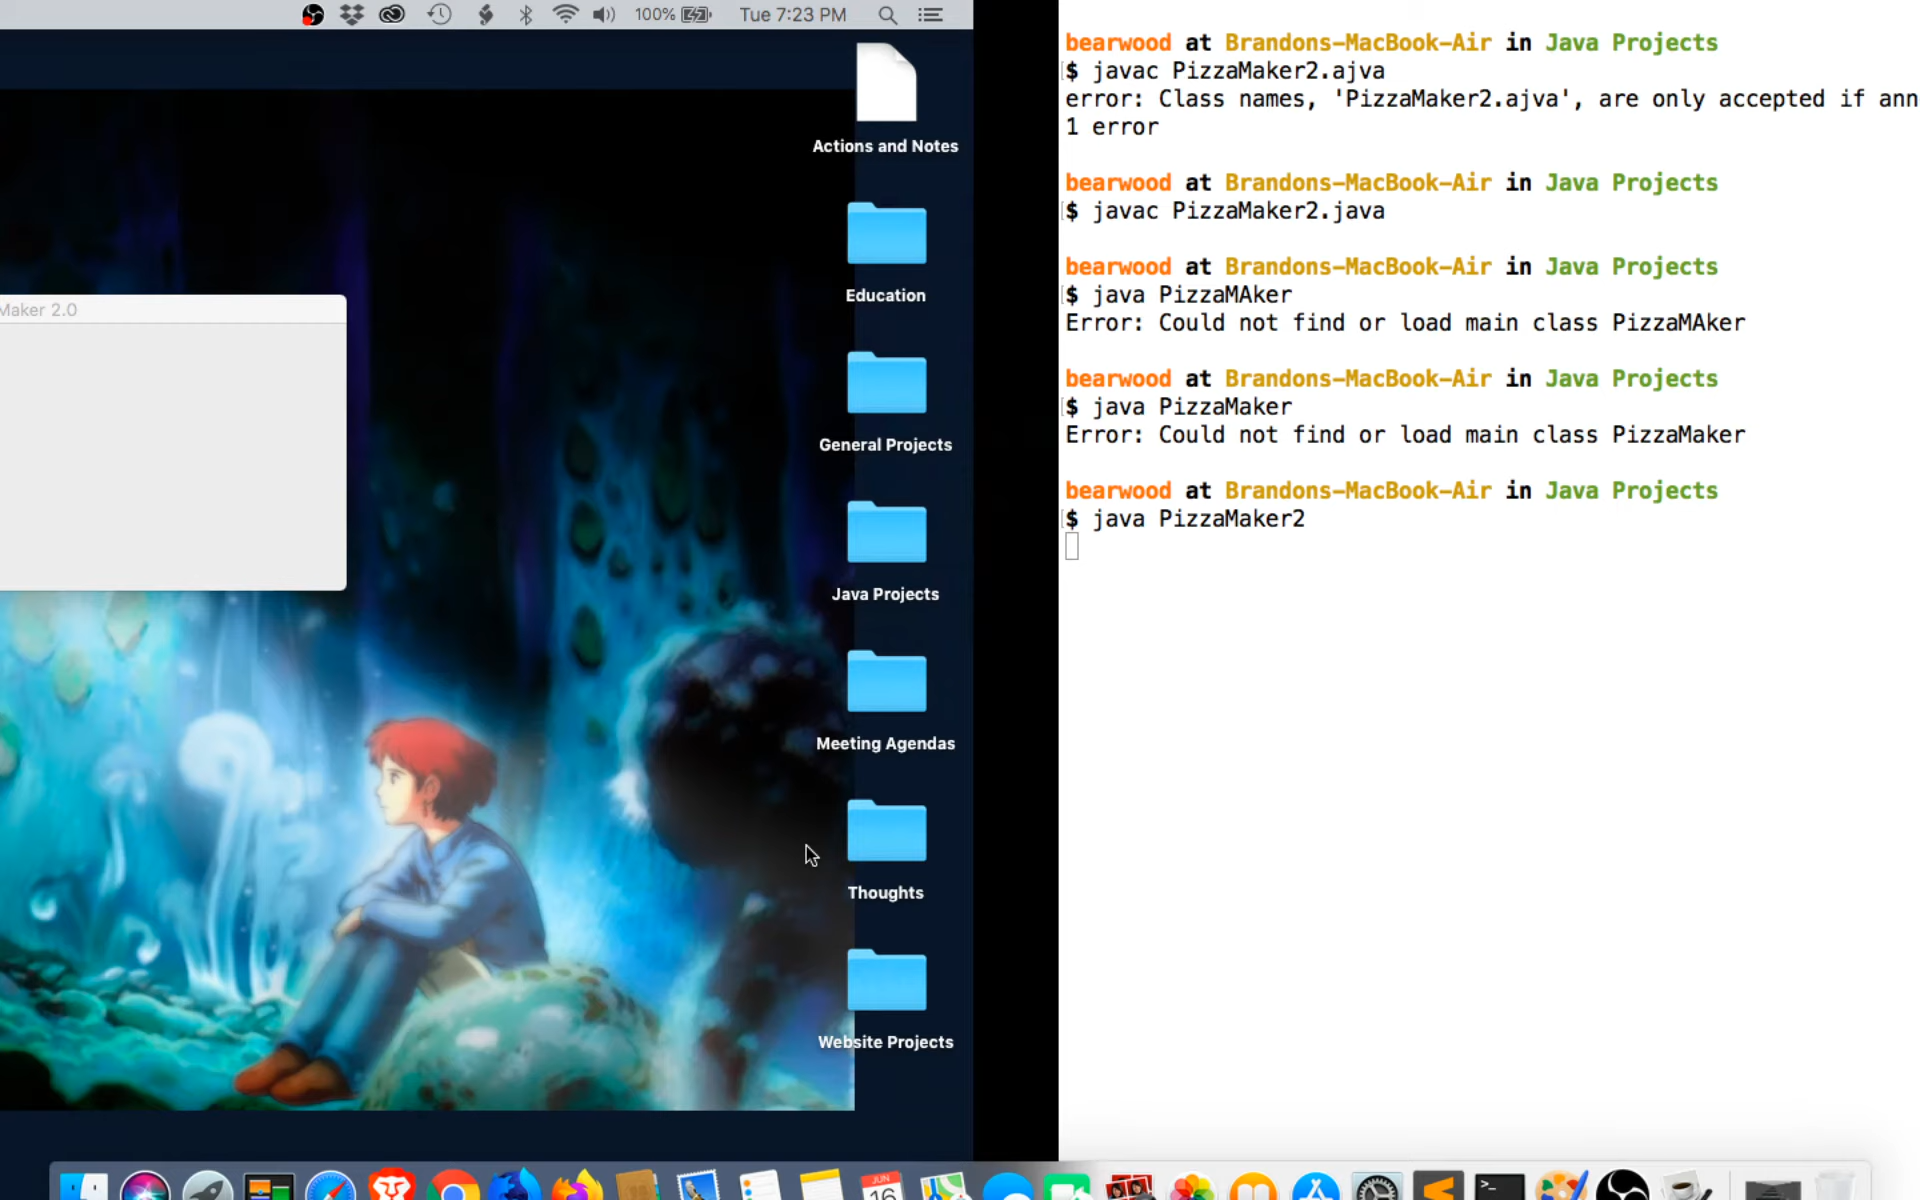 100% Tue 7:23 PM
Actions and Notes
Education
Maker 2.0
General Projects
Java Projects
Meeting Agendas
Thoughts
Website Projects
bearwood at Brandons-MacBook-Air in Java Projects
$ javac PizzaMaker2.ajva
error: Class names, 'PizzaMaker2.ajva', are only accepted if ann
1 error
bearwood at Brandons-MacBook-Air in Java Projects
$ javac PizzaMaker2.java
bearwood at Brandons-MacBook-Air in Java Projects
$ java PizzaMAker
Error: Could not find or load main class PizzaMAker
bearwood at Brandons-MacBook-Air in Java Projects
$ java PizzaMaker
Error: Could not find or load main class PizzaMaker
bearwood at Brandons-MacBook-Air in Java Projects
$ java PizzaMaker2
JUN
16
>_